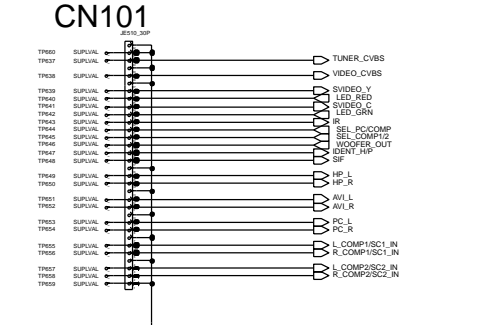 CN101
JE510_30P
TP660 SUPLVAL
TP637 SUPLVAL TUNER_CVBS
TP638 SUPLVAL VIDEO_CVBS
TP639 SUPLVAL SVIDEO_Y
TP640 SUPLVAL LED_RED
TP641 SUPLVAL SVIDEO_C
TP642 SUPLVAL LED_GRN
TP643 SUPLVAL IR
TP644 SUPLVAL SEL_PC/COMP
TP645 SUPLVAL SEL_COMP1/2
TP646 SUPLVAL WOOFER_OUT
TP647 SUPLVAL IDENT_H/P
TP648 SUPLVAL SIF
TP649 SUPLVAL HP_L
TP650 SUPLVAL HP_R
TP651 SUPLVAL AVI_L
TP652 SUPLVAL AVI_R
TP653 SUPLVAL PC_L
TP654 SUPLVAL PC_R
TP655 SUPLVAL L_COMP1/SC1_IN
TP656 SUPLVAL R_COMP1/SC1_IN
TP657 SUPLVAL L_COMP2/SC2_IN
TP658 SUPLVAL R_COMP2/SC2_IN
TP659 SUPLVAL